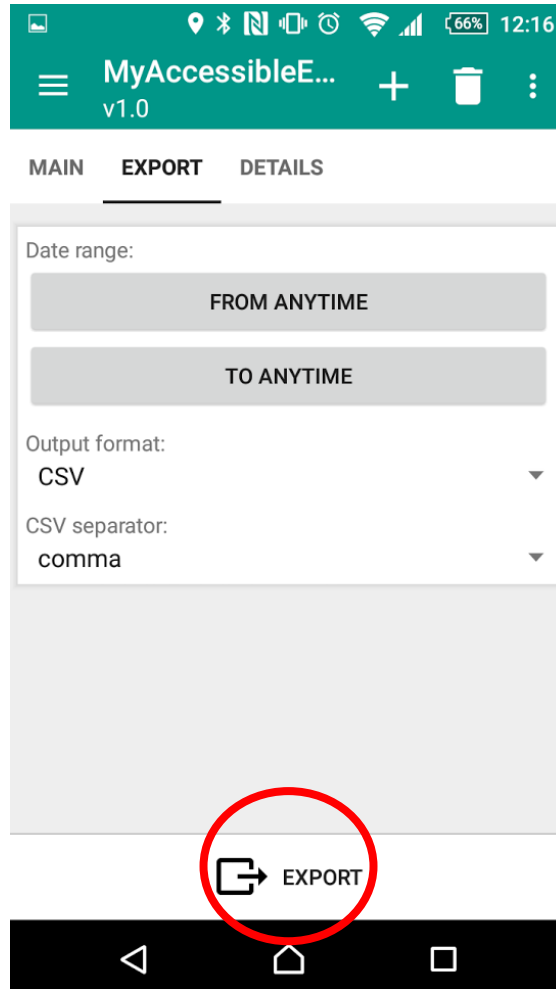 66% 12:16
MyAccessibleE...
v1.0
MAIN EXPORT DETAILS
Date range:
FROM ANYTIME
TO ANYTIME
Output format:
CSV
CSV separator:
comma
EXPORT